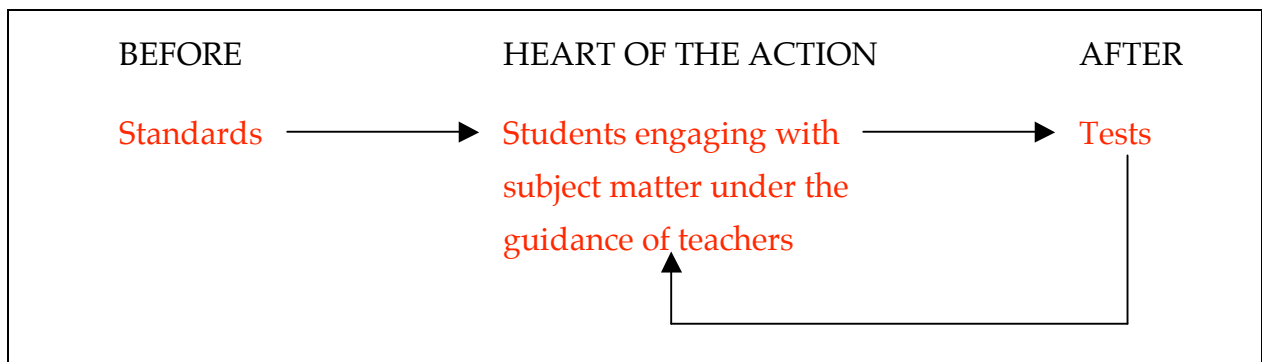 BEFORE HEART OF THE ACTION AFTER
Standards Students engaging with Tests
subject matter under the
guidance of teachers